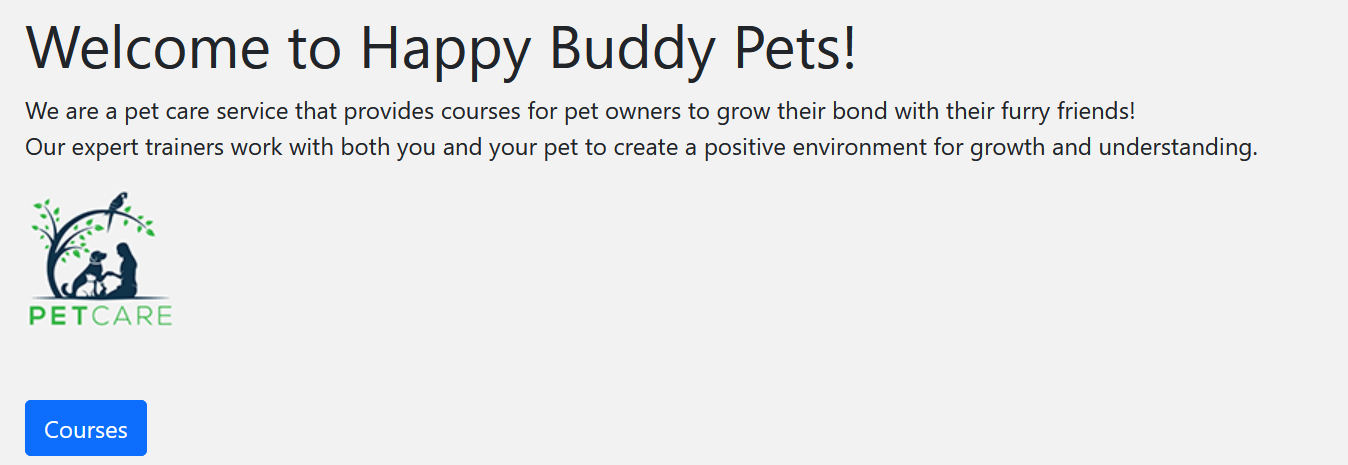 Welcome to Happy Buddy Pets!
We are a pet care service that provides courses for pet owners to grow their bond with their furry friends!
Our expert trainers work with both you and your pet to create a positive environment for growth and understanding.
PETCARE
Courses